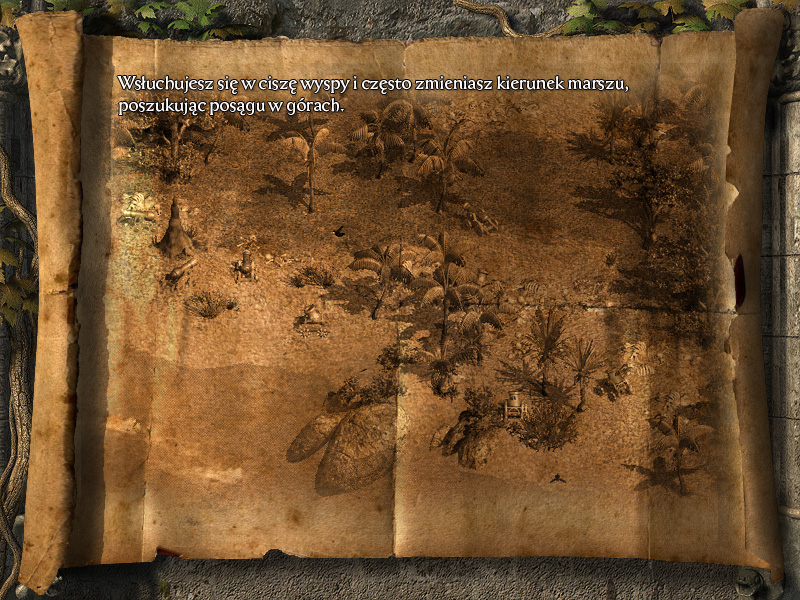 Wsłuchujesz się w ciszę wyspy i często zmieniasz kierunek marszu,
poszukując posągu w górach.